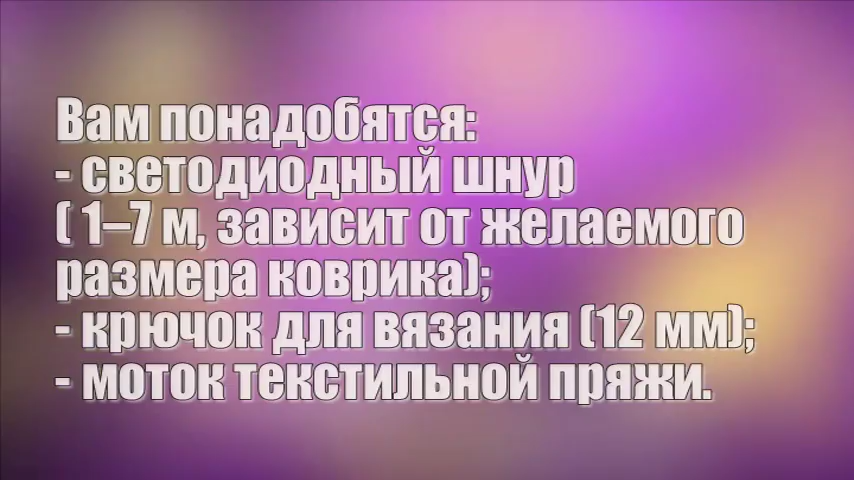 Вам понадобятся:
- светодиодный шнур
( 1–7 м, зависит от желаемого
размера коврика);
- крючок для вязания (12 мм);
- моток текстильной пряжи.